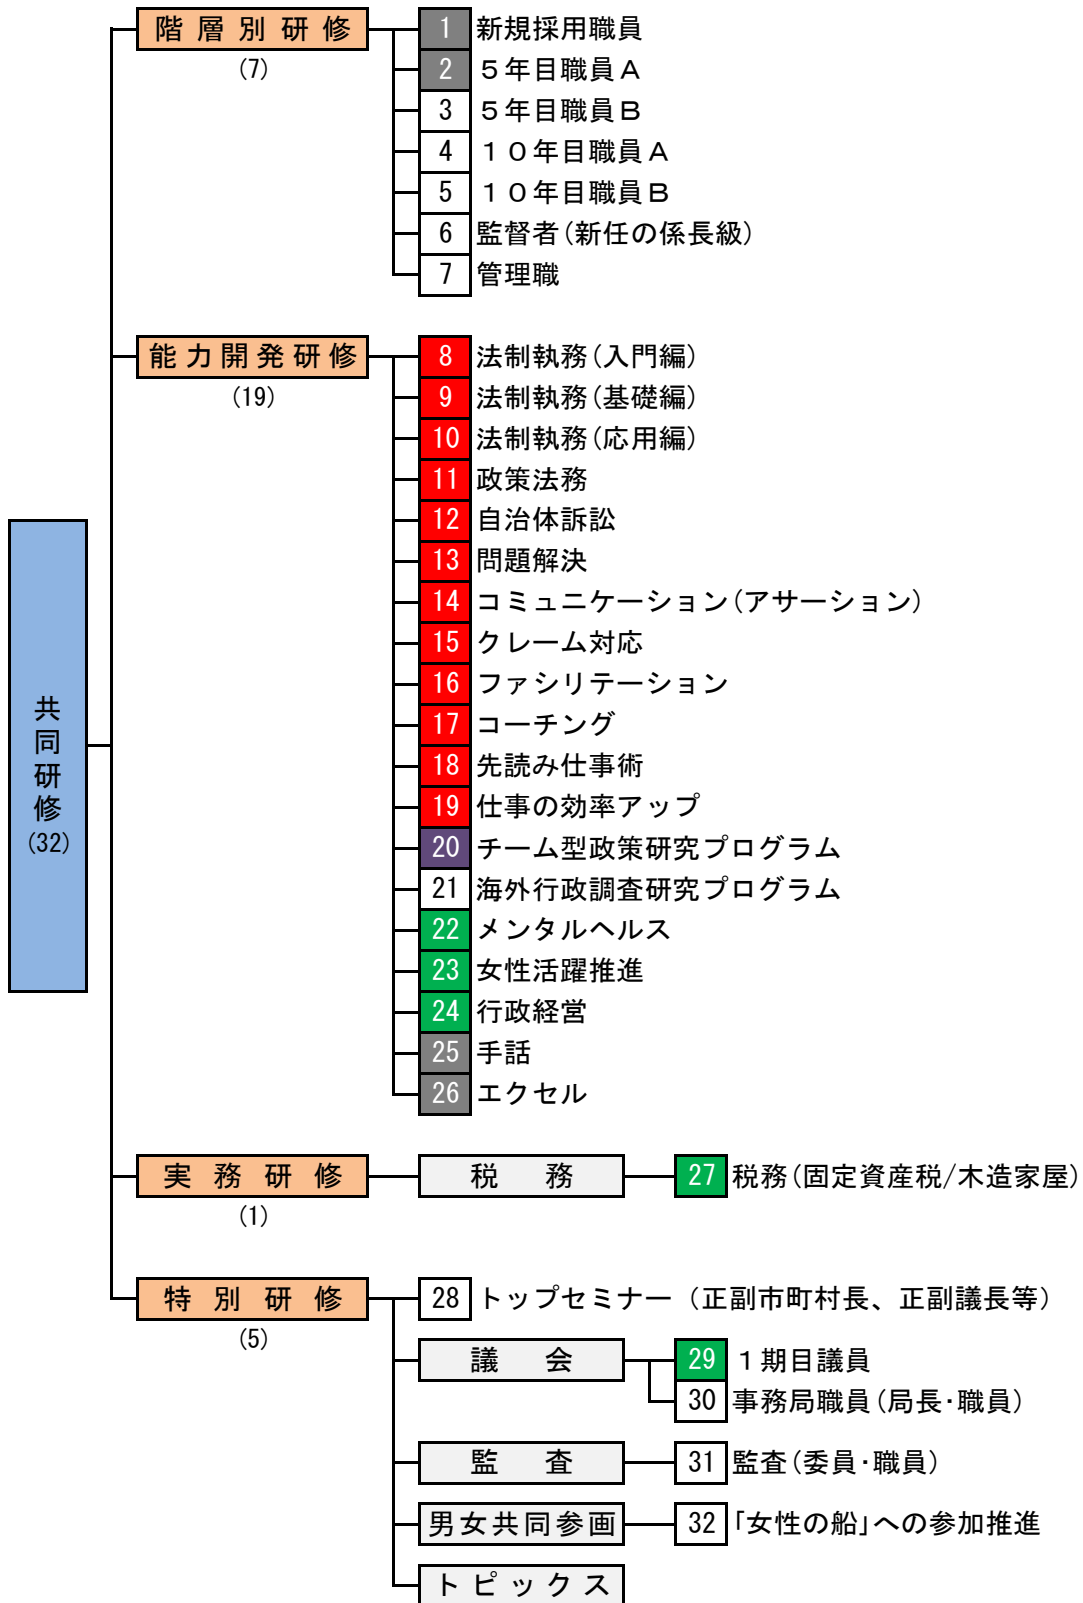 共同研修
(32)
階層別研修
(7)
1 新規採用職員
2 5年目職員A
3 5年目職員B
4 10年目職員A
5 10年目職員B
6 監督者(新任の係長級)
7 管理職
能力開発研修
(19)
8 法制執務(入門編)
9 法制執務(基礎編)
10 法制執務(応用編)
11 政策法務
12 自治体訴訟
13 問題解決
14 コミュニケーション(アサーション)
15 クレーム対応
16 ファシリテーション
17 コーチング
18 先読み仕事術
19 仕事の効率アップ
20 チーム型政策研究プログラム
21 海外行政調査研究プログラム
22 メンタルヘルス
23 女性活躍推進
24 行政経営
25 手話
26 エクセル
実務研修
(1)
税務
27 税務(固定資産税/木造家屋)
特別研修
(5)
28 トップセミナー(正副市町村長、正副議長等)
議会
29 1期目議員
30 事務局職員(局長・職員)
監査
31 監査(委員・職員)
男女共同参画
32 「女性の船」への参加推進
トピックス